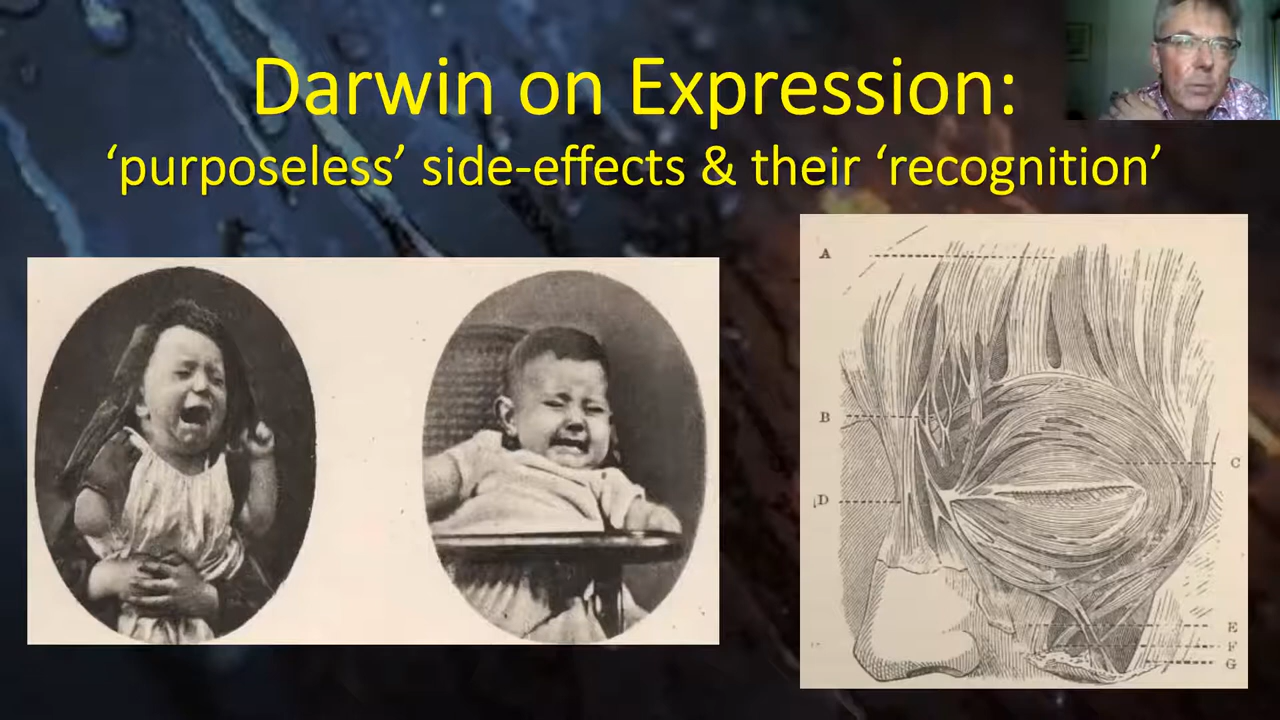 Darwin on Expression:
‘purposeless’ side-effects & their ‘recognition’
A
B
C
D
E
F
G